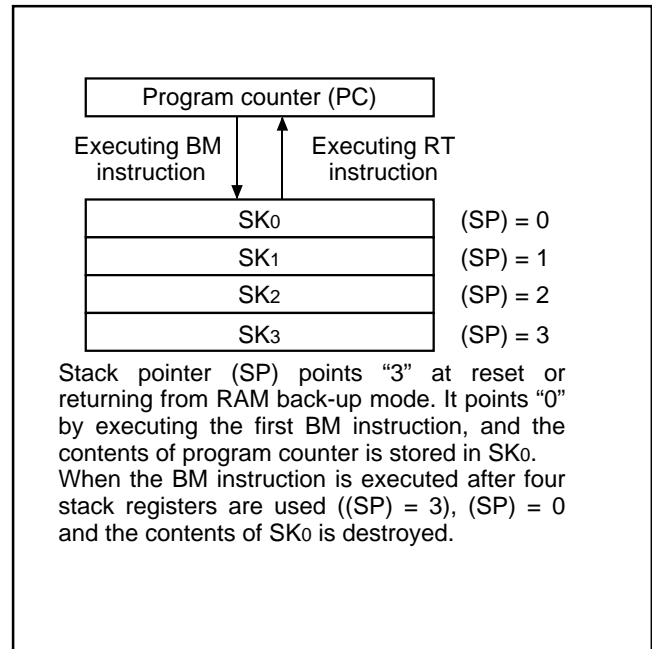 Program counter (PC)
Executing BM
instruction
Executing RT
instruction
SK0
(SP) = 0
SK1
(SP) = 1
SK2
(SP) = 2
SK3
(SP) = 3
Stack pointer (SP) points “3” at reset or
returning from RAM back-up mode. It points “0”
by executing the first BM instruction, and the
contents of program counter is stored in SK0.
When the BM instruction is executed after four
stack registers are used ((SP) = 3), (SP) = 0
and the contents of SK0 is destroyed.